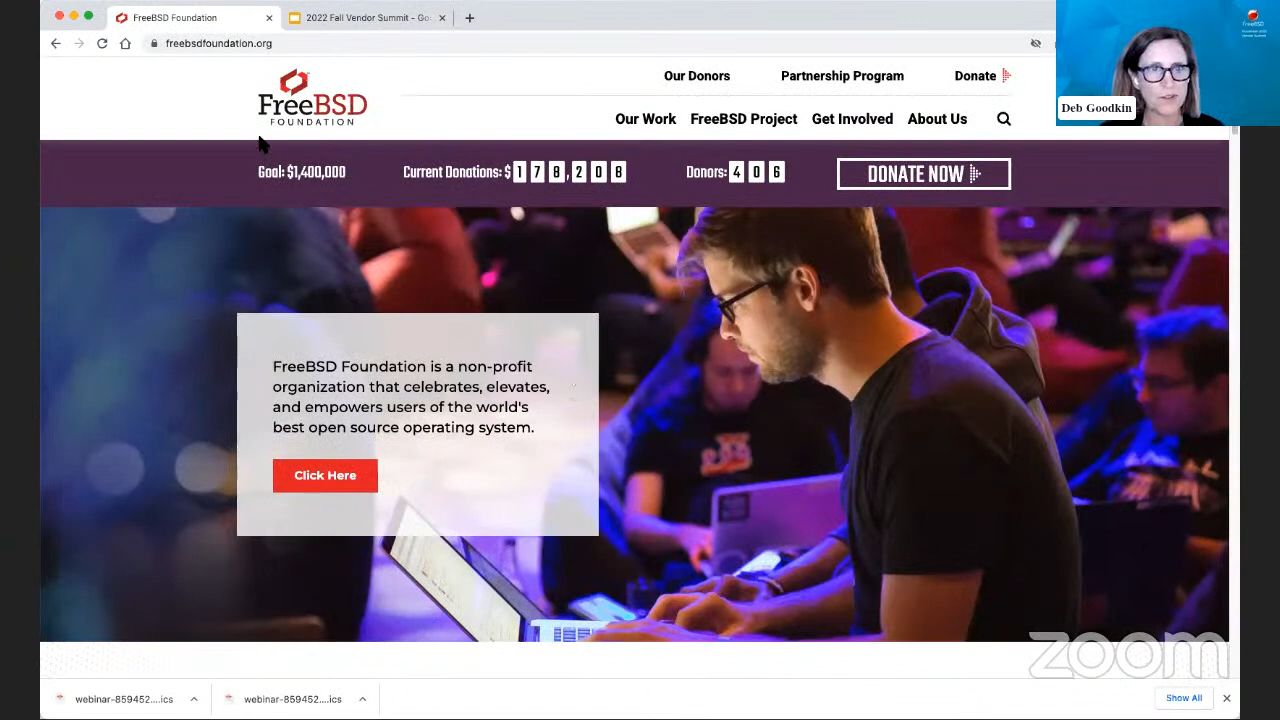 FreeBSD Foundation
2022 Fall Vendor Summit - Go
freebsdfoundation.org
FreeBSD
FOUNDATION
Our Donors
Partnership Program
Donate
Our Work
FreeBSD Project
Get Involved
About Us
Deb Goodkin
Goal: $1,400,000
Current Donations: $178,208
Donors: 406
DONATE NOW
FreeBSD Foundation is a non-profit
organization that celebrates, elevates,
and empowers users of the world's
best open source operating system.
Click Here
zoom
webinar-859452....ics
webinar-859452....ics
Show All